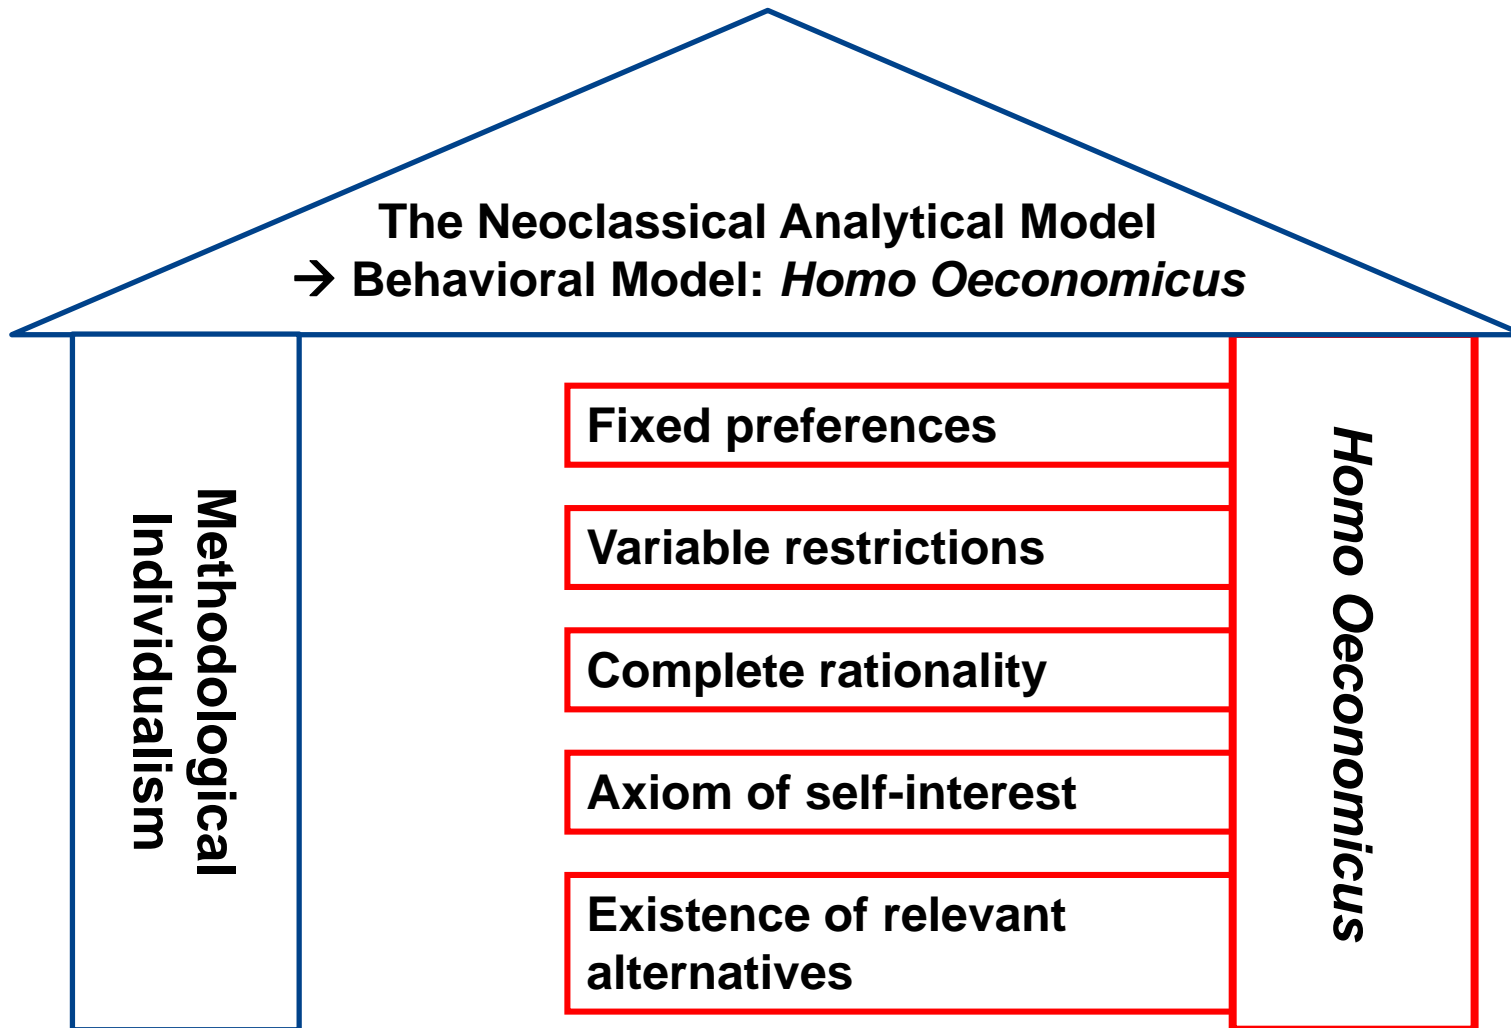 The Neoclassical Analytical Model
→ Behavioral Model: Homo Oeconomicus
Methodological
Individualism
Fixed preferences
Variable restrictions
Complete rationality
Axiom of self-interest
Existence of relevant
alternatives
Homo Oeconomicus